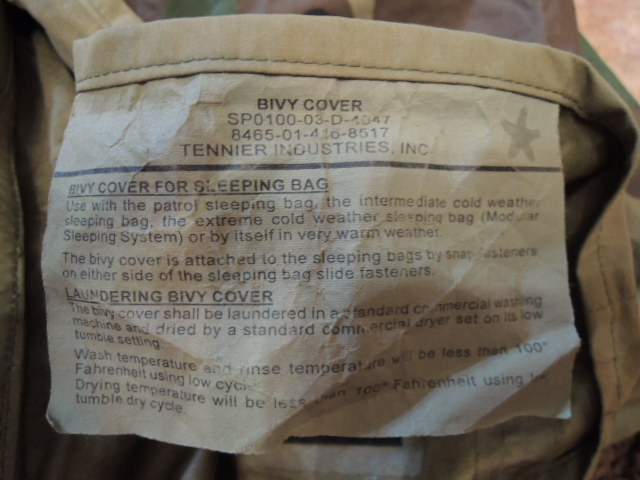 BIVY COVER
SP0100-03-D-4047
8465-01-416-8517
TENNIER INDUSTRIES, INC.
BIVY COVER FOR SLEEPING BAG
Use with the patrol sleeping bag, the intermediate cold weather
sleeping bag, the extreme cold weather sleeping bag (Modular
Sleeping System) or by itself in very warm weather.
The bivy cover is attached to the sleeping bags by snap fasteners
on either side of the sleeping bag slide fasteners.
LAUNDERING BIVY COVER
The bivy cover shall be laundered in a standard commercial washing
machine and dried by a standard commercial dryer set on its low
tumble setting.
Wash temperature and rinse temperature will be less than 100°
Fahrenheit using low cycle.
Drying temperature will be less than 100° Fahrenheit using
tumble dry cycle.